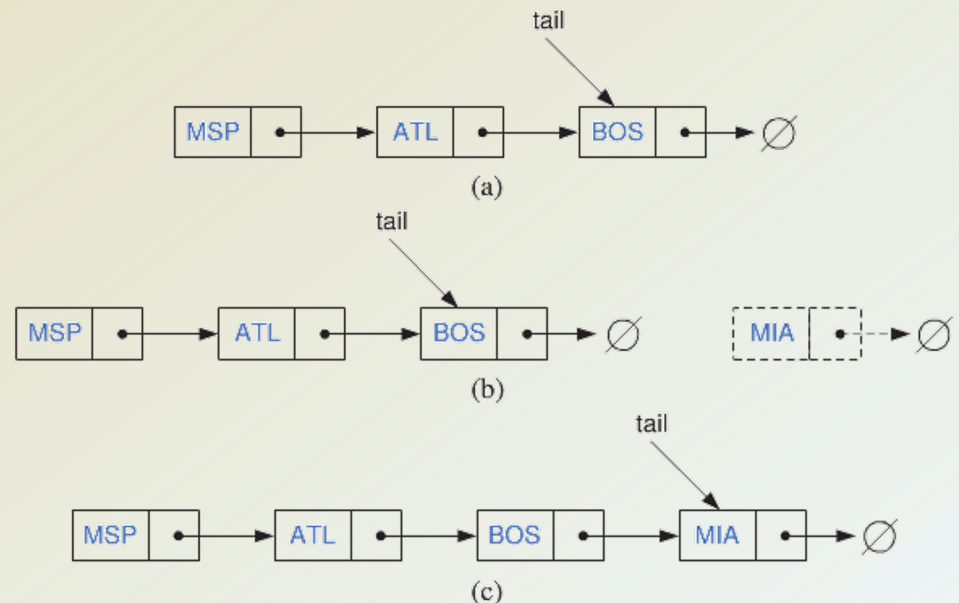 tail
MSP ATL BOS ∅
(a)
tail
MSP ATL BOS ∅ MIA ∅
(b)
tail
MSP ATL BOS MIA ∅
(c)